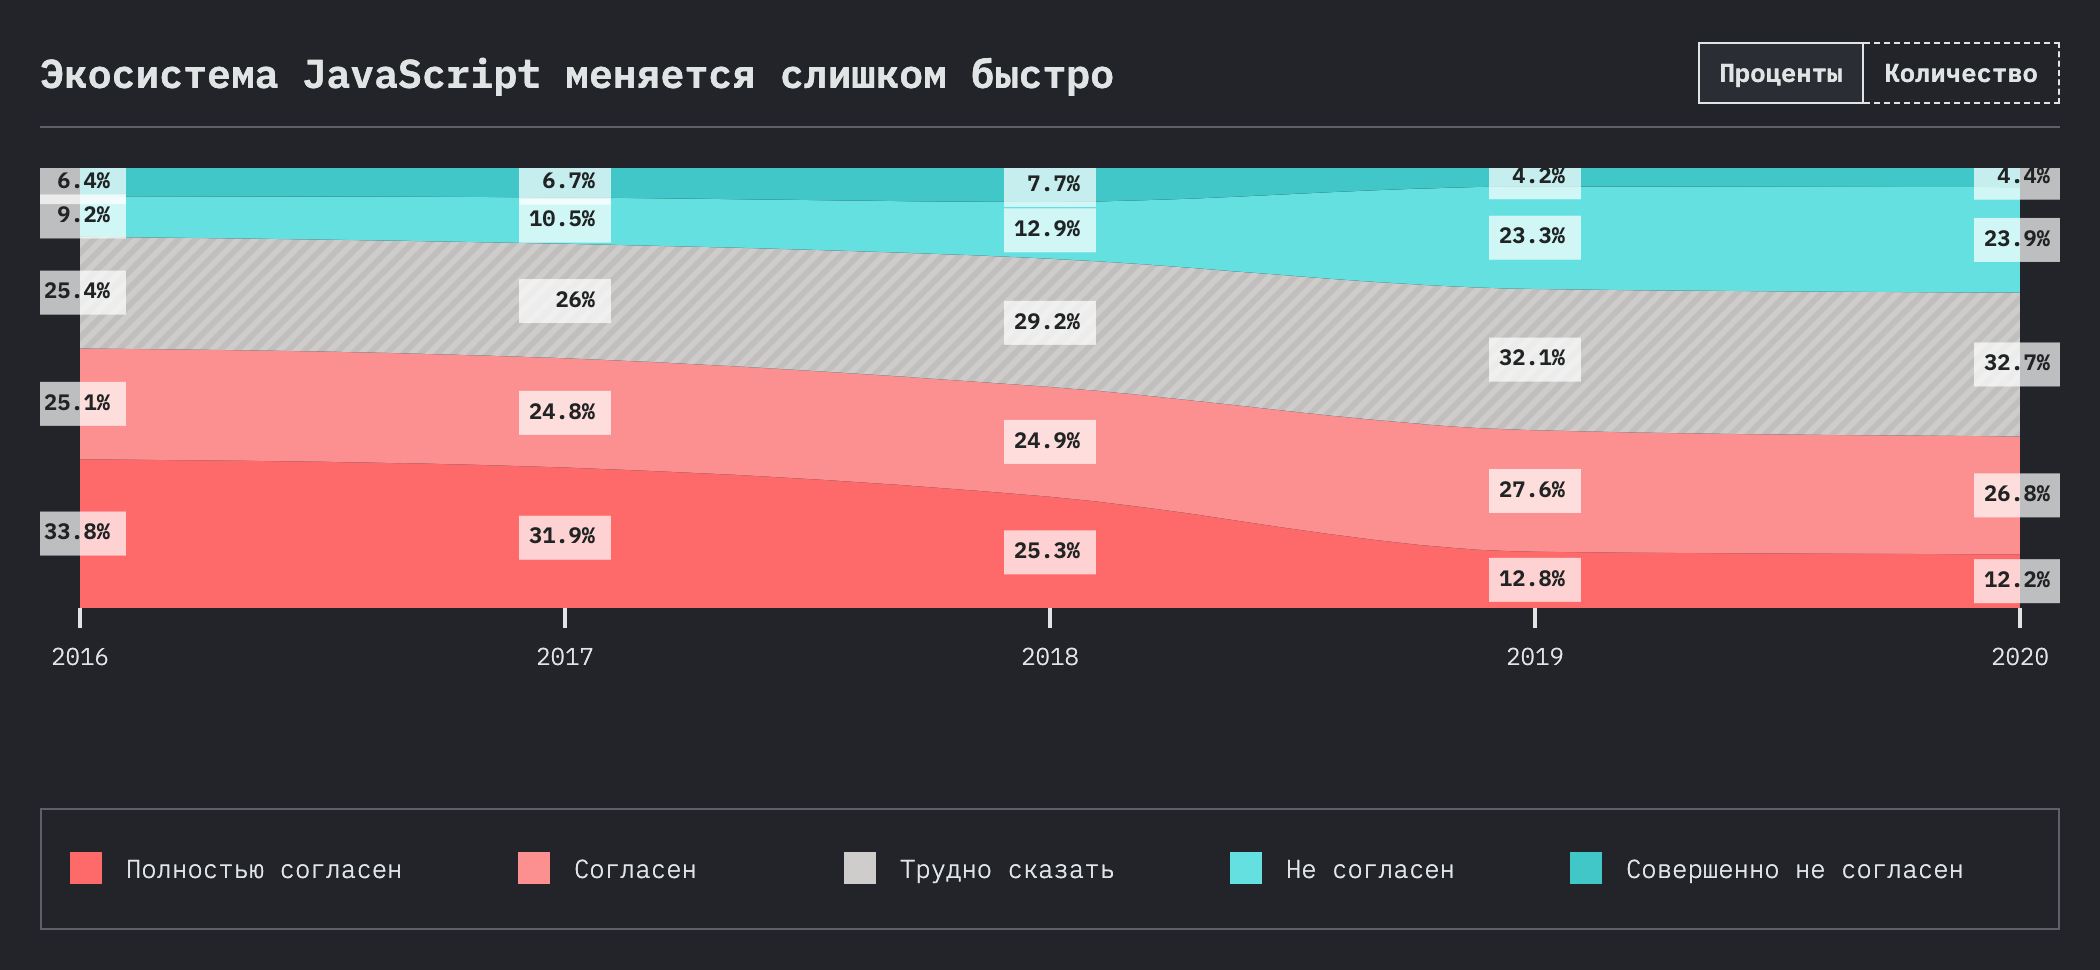 Экосистема JavaScript меняется слишком быстро
Проценты Количество
6.4% 6.7% 7.7% 4.2% 4.4%
9.2% 10.5% 12.9% 23.3% 23.9%
25.4% 26% 29.2% 32.1% 32.7%
25.1% 24.8% 24.9% 27.6% 26.8%
33.8% 31.9% 25.3% 12.8% 12.2%
2016 2017 2018 2019 2020
Полностью согласен Согласен Трудно сказать Не согласен Совершенно не согласен